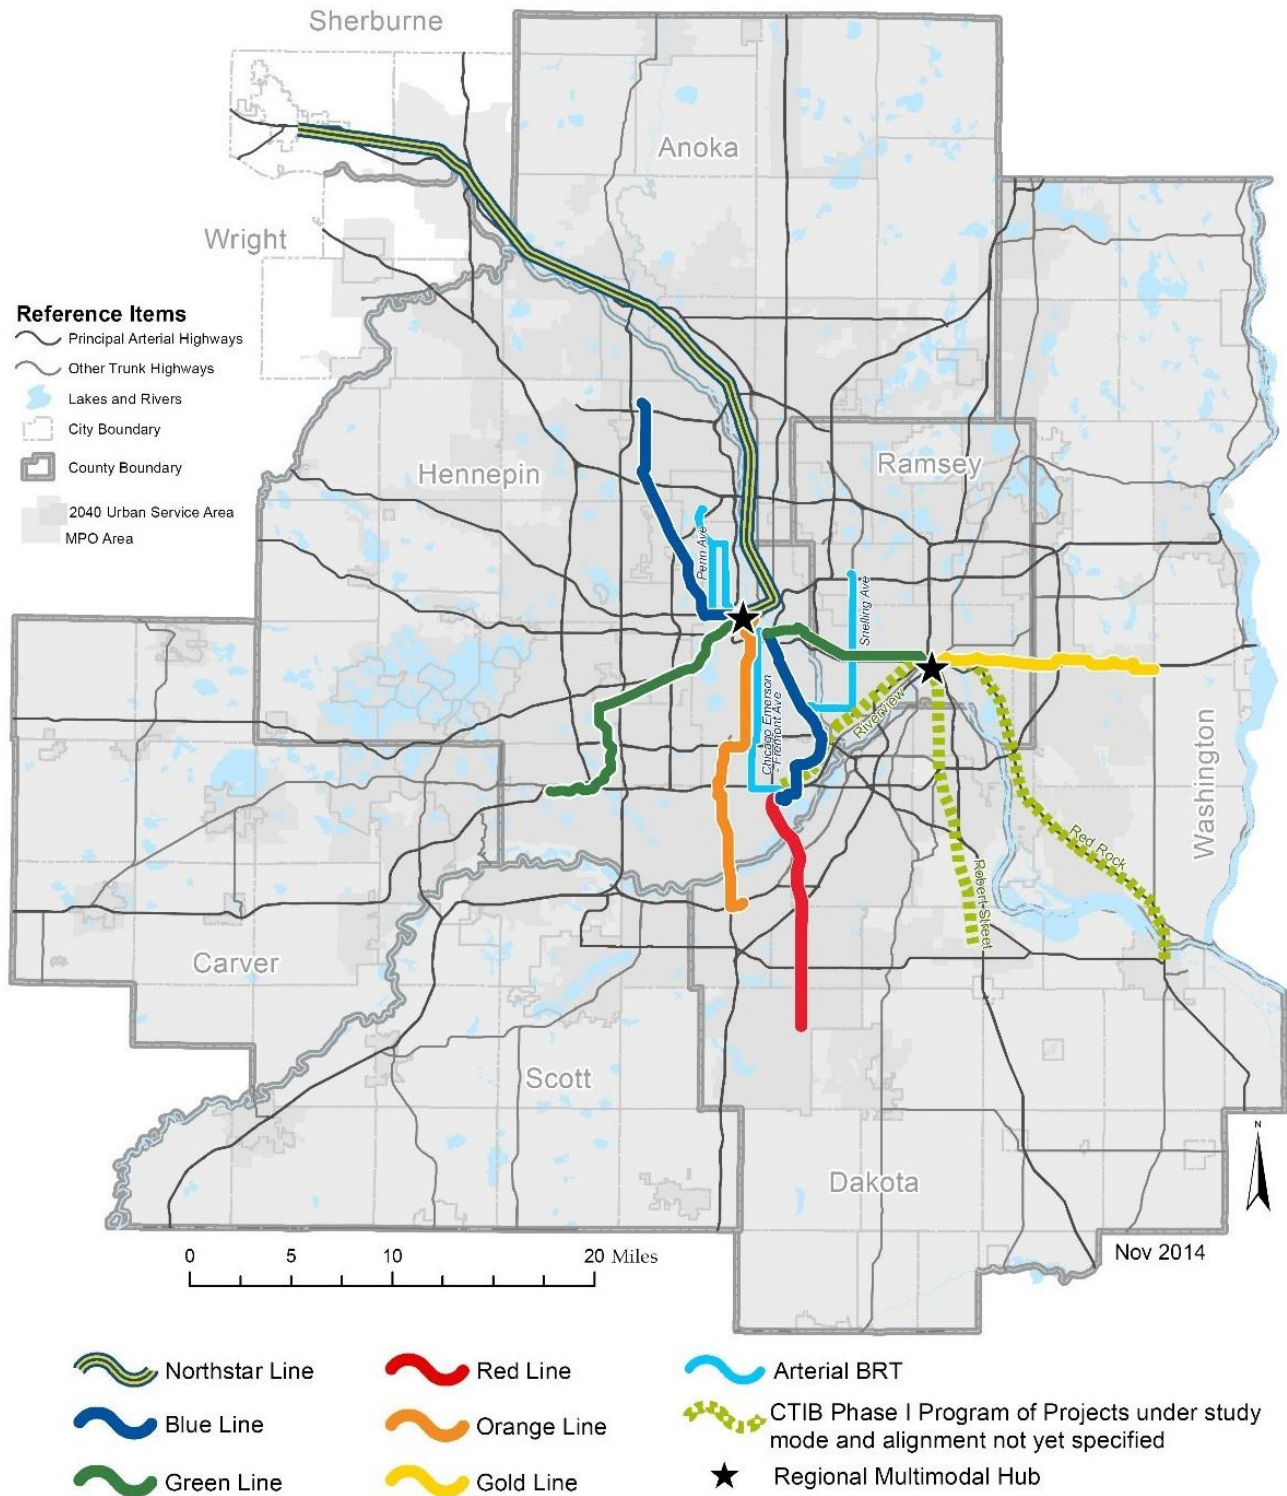 Sherburne
Anoka
Wright
Reference Items
Principal Arterial Highways
Other Trunk Highways
Lakes and Rivers
City Boundary
County Boundary
2040 Urban Service Area
MPO Area
Hennepin
Ramsey
Penn Ave
Snelling Ave
Chicago Emerson
- Fremont Ave
Riverview
Washington
Red Rock
Robert Street
Carver
Scott
Dakota
N
Nov 2014
0 5 10 20 Miles
Northstar Line
Blue Line
Green Line
Red Line
Orange Line
Gold Line
Arterial BRT
CTIB Phase I Program of Projects under study
mode and alignment not yet specified
Regional Multimodal Hub